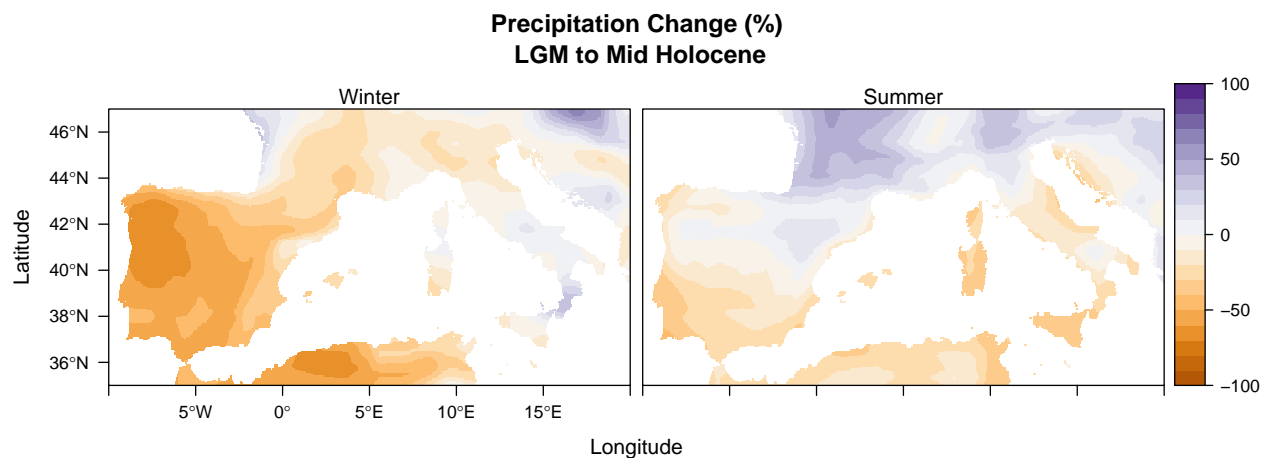 Precipitation Change (%)
LGM to Mid Holocene
Winter
Summer
46°N
44°N
42°N
40°N
38°N
36°N
Latitude
5°W
0°
5°E
10°E
15°E
Longitude
100
50
0
−50
−100